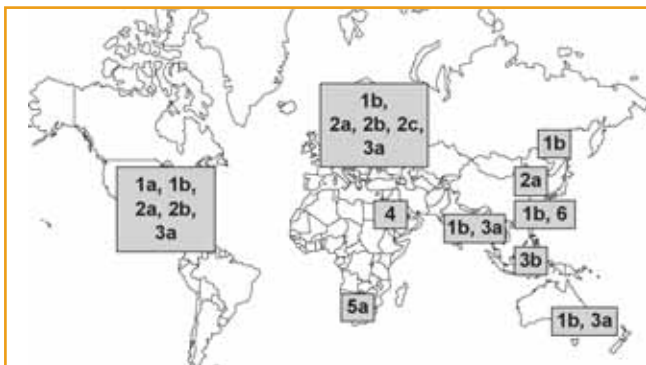 1b,
2a, 2b, 2c,
3a
1b
1a, 1b,
2a, 2b,
3a
2a
4
1b, 3a
1b, 6
3b
5a
1b, 3a